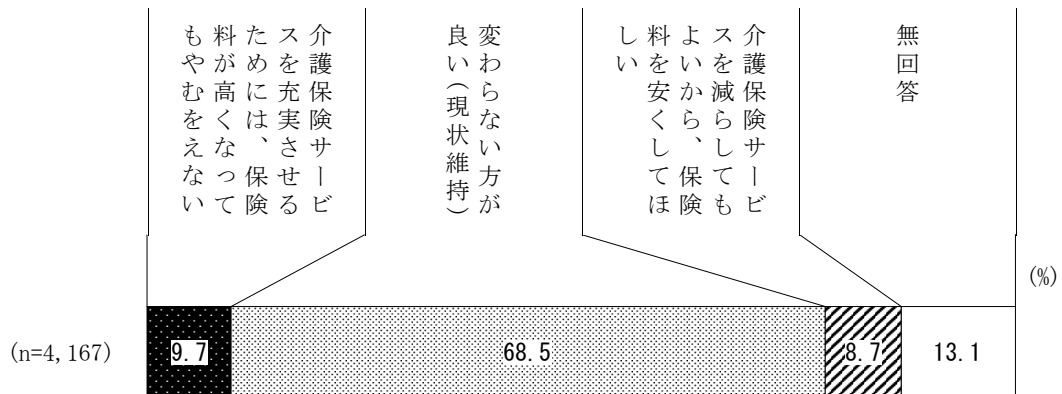 介護保険サービ
スを充実させる
ためには、保険
料が高くなって
もやむをえない
変わらない方が
良い（現状維持）
介護保険サービ
スを減らしても
よいから、保険
料を安くしてほ
しい
無回答
(%)
(n=4,167)
9.7
68.5
8.7
13.1